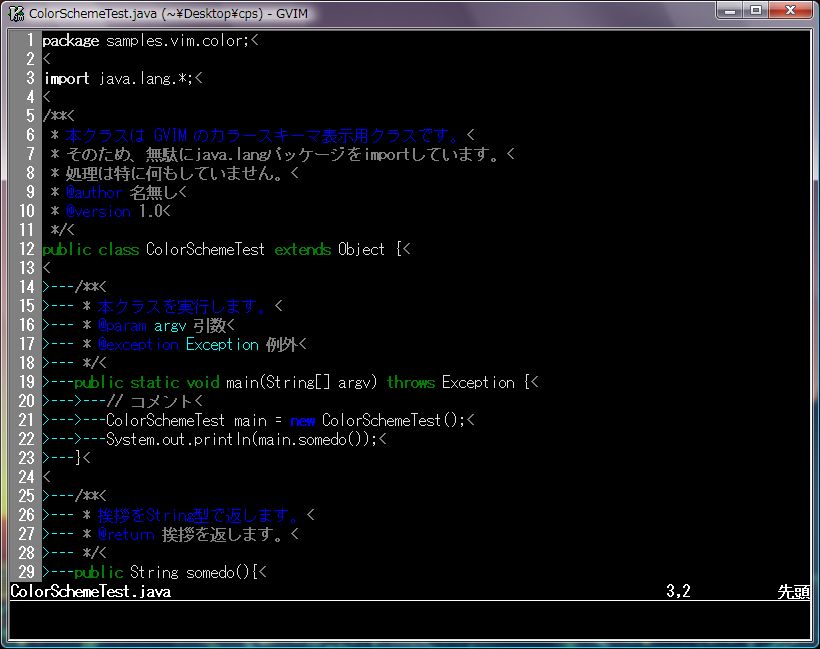 ColorSchemeTest.java (~¥Desktop¥cps) - GVIM
1 package samples.vim.color;<
2 <
3 import java.lang.*;<
4 <
5 /**<
6  * 本クラスは GVIM のカラースキーマ表示用クラスです。<
7  * そのため、無駄にjava.langパッケージをimportしています。<
8  * 処理は特に何もしていません。<
9  * @author 名無し<
10  * @version 1.0<
11  */<
12 public class ColorSchemeTest extends Object {<
13 <
14 >---/**<
15 >--- * 本クラスを実行します。<
16 >--- * @param argv 引数<
17 >--- * @exception Exception 例外<
18 >--- */<
19 >---public static void main(String[] argv) throws Exception {<
20 >--->---// コメント<
21 >--->---ColorSchemeTest main = new ColorSchemeTest();<
22 >--->---System.out.println(main.somedo());<
23 >---}<
24 <
25 >---/**<
26 >--- * 挨拶をString型で返します。<
27 >--- * @return 挨拶を返します。<
28 >--- */<
29 >---public String somedo(){<
ColorSchemeTest.java 3,2 先頭